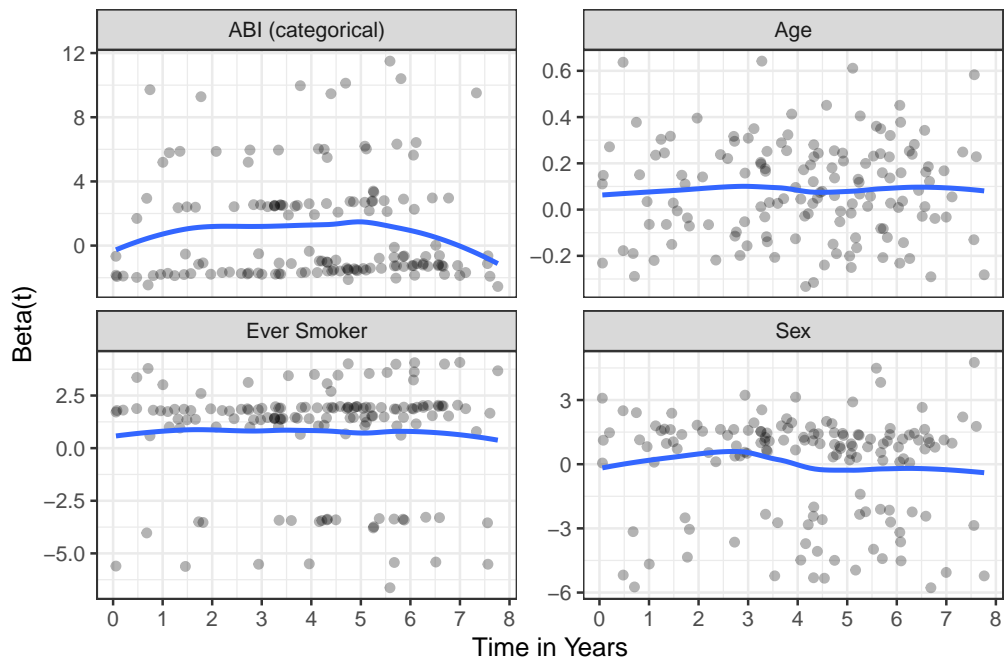 ABI (categorical)
Age
12
8
4
0
0.6
0.4
0.2
0.0
−0.2
Beta(t)
Ever Smoker
Sex
2.5
0.0
−2.5
−5.0
3
0
−3
−6
0 1 2 3 4 5 6 7 8
0 1 2 3 4 5 6 7 8
Time in Years